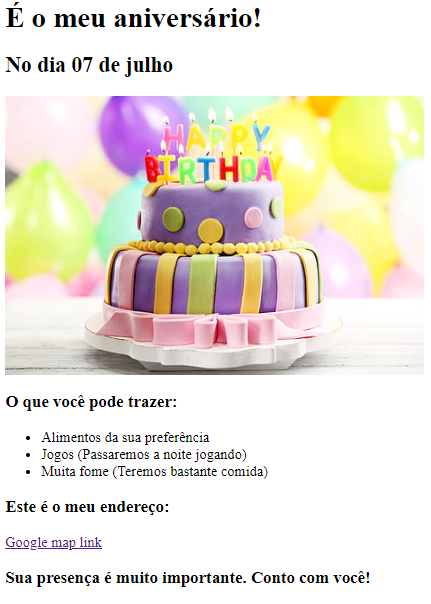 É o meu aniversário!
No dia 07 de julho
HAPPY
BIRTHDAY
O que você pode trazer:
Alimentos da sua preferência
Jogos (Passaremos a noite jogando)
Muita fome (Teremos bastante comida)
Este é o meu endereço:
Google map link
Sua presença é muito importante. Conto com você!